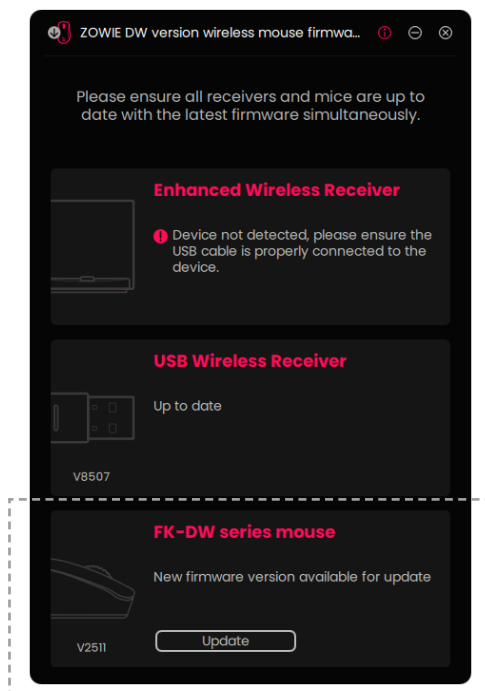 ZOWIE DW version wireless mouse firmwa...
Please ensure all receivers and mice are up to
date with the latest firmware simultaneously.
Enhanced Wireless Receiver
Device not detected, please ensure the
USB cable is properly connected to the
device.
USB Wireless Receiver
Up to date
V8507
FK-DW series mouse
New firmware version available for update
V2511
Update